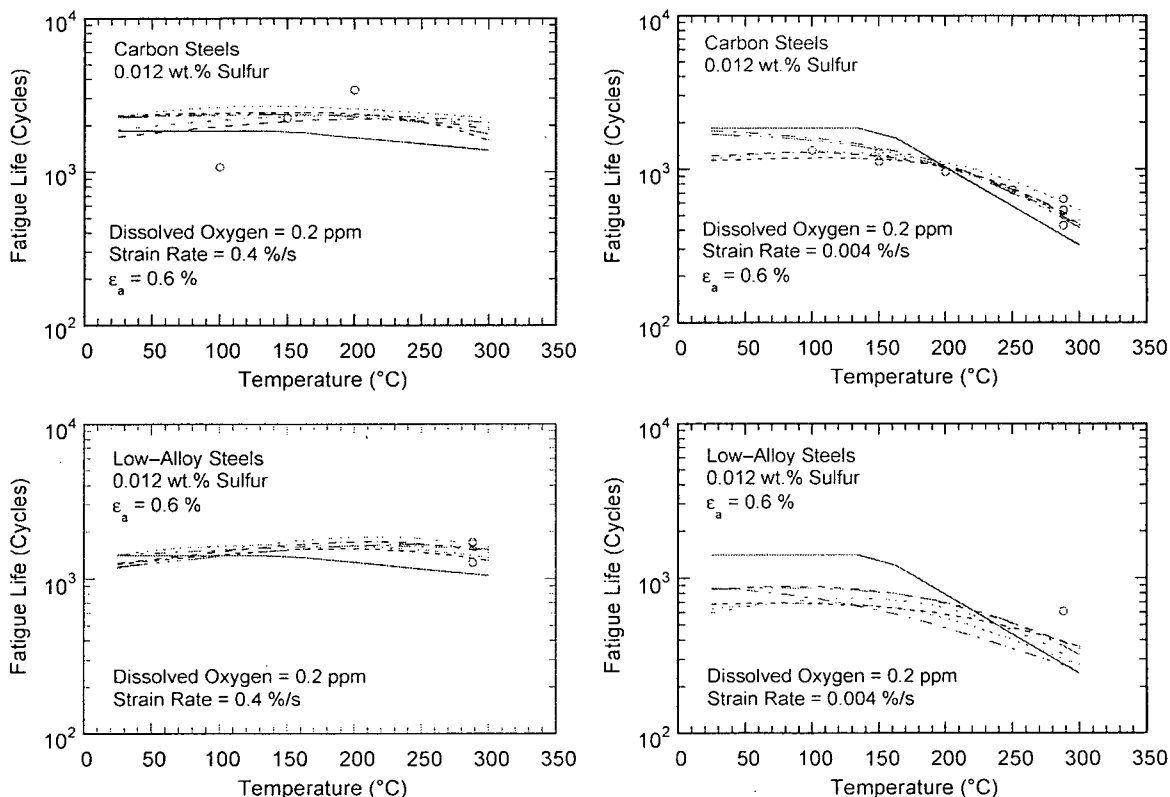 10^4
Carbon Steels
0.012 wt.% Sulfur
10^3
Dissolved Oxygen = 0.2 ppm
Strain Rate = 0.4 %/s
ε_a = 0.6 %
10^2
0 50 100 150 200 250 300 350
Temperature (°C)
Fatigue Life (Cycles)
10^4
Carbon Steels
0.012 wt.% Sulfur
10^3
Dissolved Oxygen = 0.2 ppm
Strain Rate = 0.004 %/s
ε_a = 0.6 %
10^2
0 50 100 150 200 250 300 350
Temperature (°C)
Fatigue Life (Cycles)
10^4
Low–Alloy Steels
0.012 wt.% Sulfur
ε_a = 0.6 %
10^3
Dissolved Oxygen = 0.2 ppm
Strain Rate = 0.4 %/s
10^2
0 50 100 150 200 250 300 350
Temperature (°C)
Fatigue Life (Cycles)
10^4
Low–Alloy Steels
0.012 wt.% Sulfur
ε_a = 0.6 %
10^3
Dissolved Oxygen = 0.2 ppm
Strain Rate = 0.004 %/s
10^2
0 50 100 150 200 250 300 350
Temperature (°C)
Fatigue Life (Cycles)